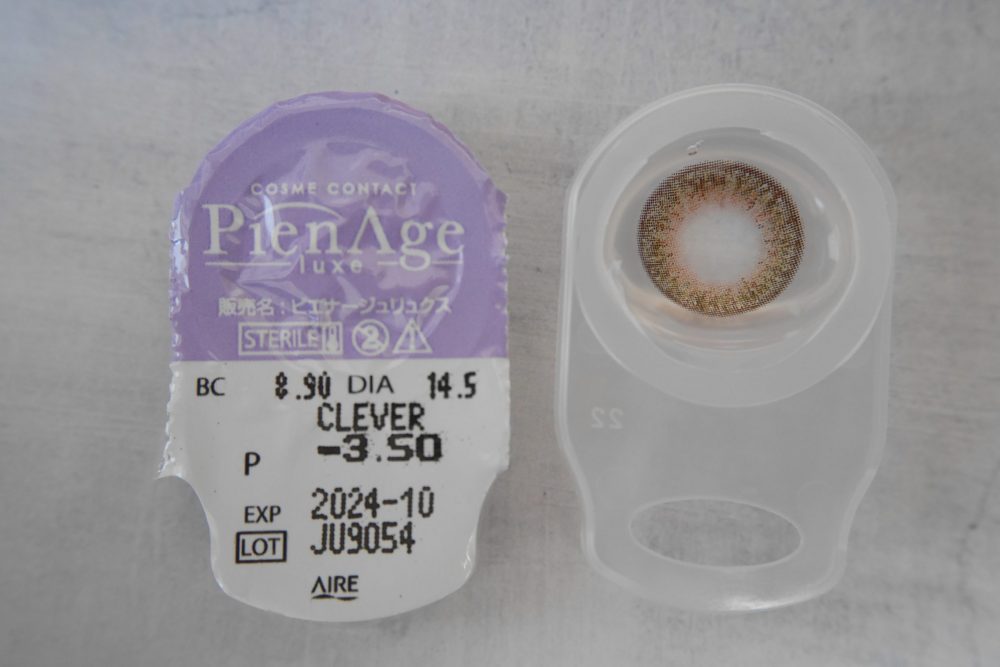 COSME CONTACT
PienAge
luxe
販売名：ピエナージュリュクス
STERILE 2
BC 8.90 DIA 14.5
CLEVER
P -3.50
EXP 2024-10
LOT JU9054
AIRE
22